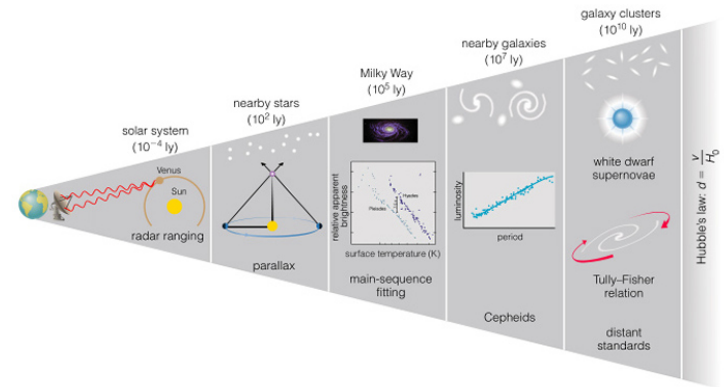 solar system
(10⁻⁴ ly)
Venus
Sun
radar ranging
nearby stars
(10² ly)
parallax
Milky Way
(10⁵ ly)
relative apparent
brightness
Pleiades
Hyades
surface temperature (K)
main-sequence
fitting
nearby galaxies
(10⁷ ly)
luminosity
period
Cepheids
galaxy clusters
(10¹⁰ ly)
white dwarf
supernovae
Tully–Fisher
relation
distant
standards
Hubble's law: d = v/H₀